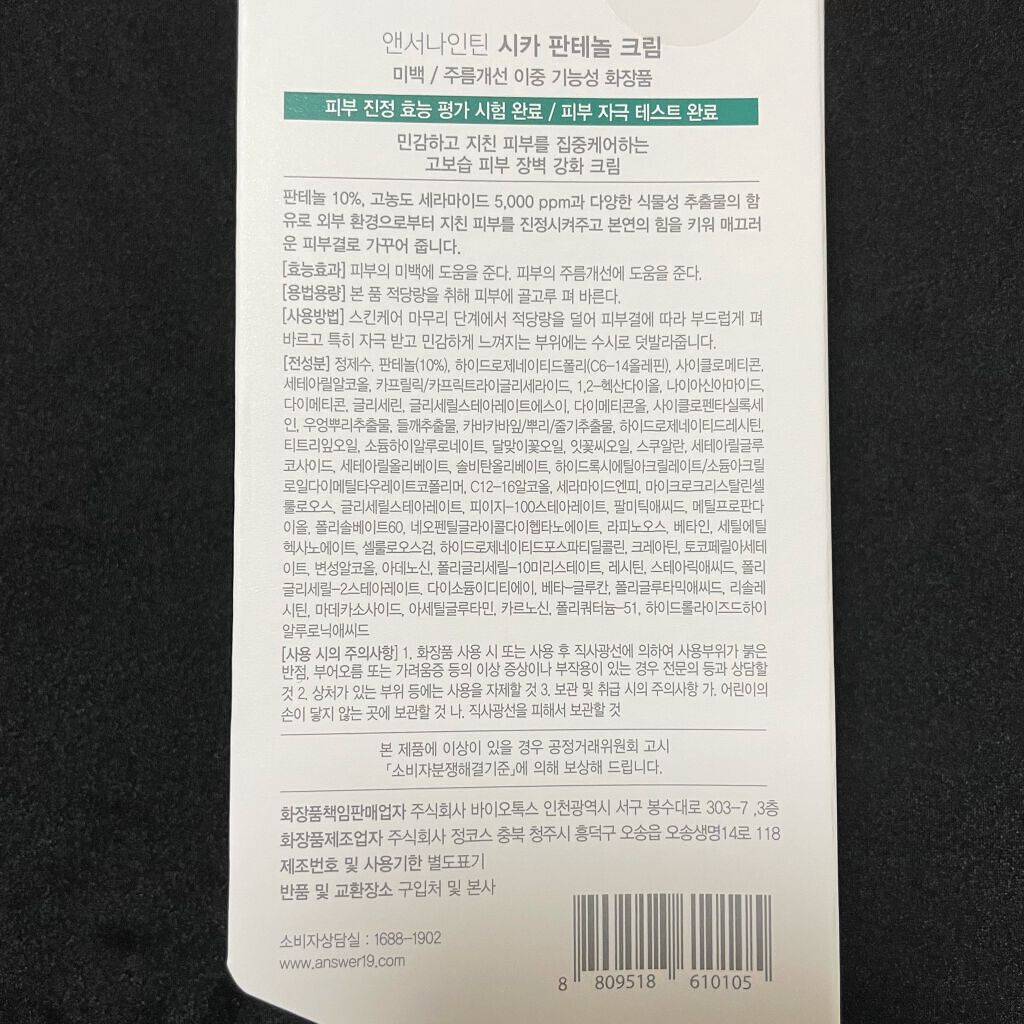 앤서나인틴 시카 판테놀 크림
미백 / 주름개선 이중 기능성 화장품
피부 진정 효능 평가 시험 완료 / 피부 자극 테스트 완료
민감하고 지친 피부를 집중케어하는
고보습 피부 장벽 강화 크림
판테놀 10%, 고농도 세라마이드 5,000 ppm과 다양한 식물성 추출물의 함
유로 외부 환경으로부터 지친 피부를 진정시켜주고 본연의 힘을 키워 매끄러
운 피부결로 가꾸어 줍니다.
[효능효과] 피부의 미백에 도움을 준다. 피부의 주름개선에 도움을 준다.
[용법용량] 본 품 적당량을 취해 피부에 골고루 펴 바른다.
[사용방법] 스킨케어 마무리 단계에서 적당량을 덜어 피부결에 따라 부드럽게 펴
바르고 특히 자극 받고 민감하게 느껴지는 부위에는 수시로 덧발라줍니다.
[전성분] 정제수, 판테놀(10%), 하이드로제네이티드폴리(C6-14올레핀), 사이클로메티콘,
세테아릴알코올, 카프릴릭/카프릭트라이글리세라이드, 1,2-헥산다이올, 나이아신아마이드,
다이메티콘, 글리세린, 글리세릴스테아레이트에스이, 다이메티콘올, 사이클로펜타실록세
인, 우엉뿌리추출물, 들깨추출물, 카바카바잎/뿌리/줄기추출물, 하이드로제네이티드레시틴,
티트리잎오일, 소듐하이알루로네이트, 달맞이꽃오일, 잇꽃씨오일, 스쿠알란, 세테아릴글루
코사이드, 세테아릴올리베이트, 솔비탄올리베이트, 하이드록시에틸아크릴레이트/소듐아크릴
로일다이메틸타우레이트코폴리머, C12-16알코올, 세라마이드엔피, 마이크로크리스탈린셀
룰로오스, 글리세릴스테아레이트, 피이지-100스테아레이트, 팔미틱애씨드, 메틸프로판다
이올, 폴리솔베이트60, 네오펜틸글라이콜다이헵타노에이트, 라피노오스, 베타인, 세틸에틸
헥사노에이트, 셀룰로오스검, 하이드로제네이티드포스파티딜콜린, 크레아틴, 토코페릴아세테
이트, 변성알코올, 아데노신, 폴리글리세릴-10미리스테이트, 레시틴, 스테아릭애씨드, 폴리
글리세릴-2스테아레이트, 다이소듐이디티에이, 베타-글루칸, 폴리글루타믹애씨드, 리솔레
시틴, 마데카소사이드, 아세틸글루타민, 카르노신, 폴리쿼터늄-51, 하이드롤라이즈드하이
알루로닉애씨드
[사용 시의 주의사항] 1. 화장품 사용 시 또는 사용 후 직사광선에 의하여 사용부위가 붉은
반점, 부어오름 또는 가려움증 등의 이상 증상이나 부작용이 있는 경우 전문의 등과 상담할
것 2. 상처가 있는 부위 등에는 사용을 자제할 것 3. 보관 및 취급 시의 주의사항 가. 어린이의
손이 닿지 않는 곳에 보관할 것 나. 직사광선을 피해서 보관할 것
본 제품에 이상이 있을 경우 공정거래위원회 고시
「소비자분쟁해결기준」에 의해 보상해 드립니다.
화장품책임판매업자 주식회사 바이오톡스 인천광역시 서구 봉수대로 303-7 ,3층
화장품제조업자 주식회사 정코스 충북 청주시 흥덕구 오송읍 오송생명14로 118
제조번호 및 사용기한 별도표기
반품 및 교환장소 구입처 및 본사
소비자상담실 : 1688-1902
www.answer19.com
8 809518 610105